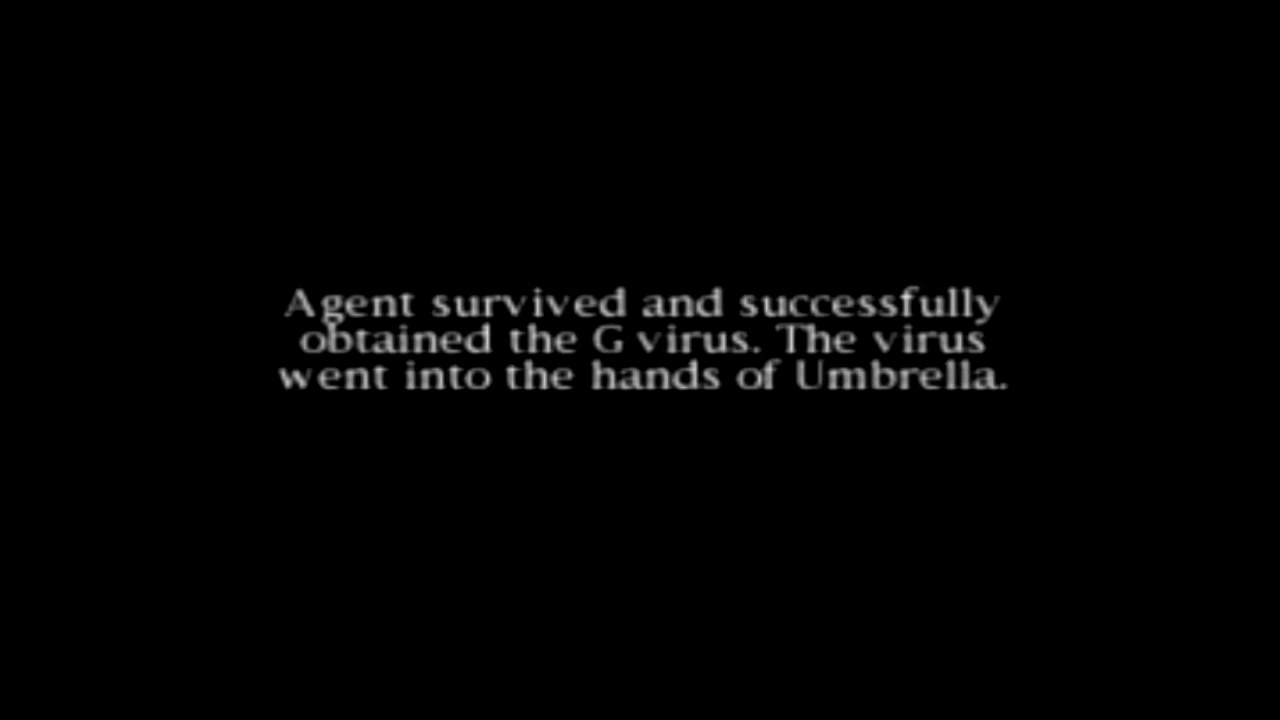 Agent survived and successfully
obtained the G virus. The virus
went into the hands of Umbrella.